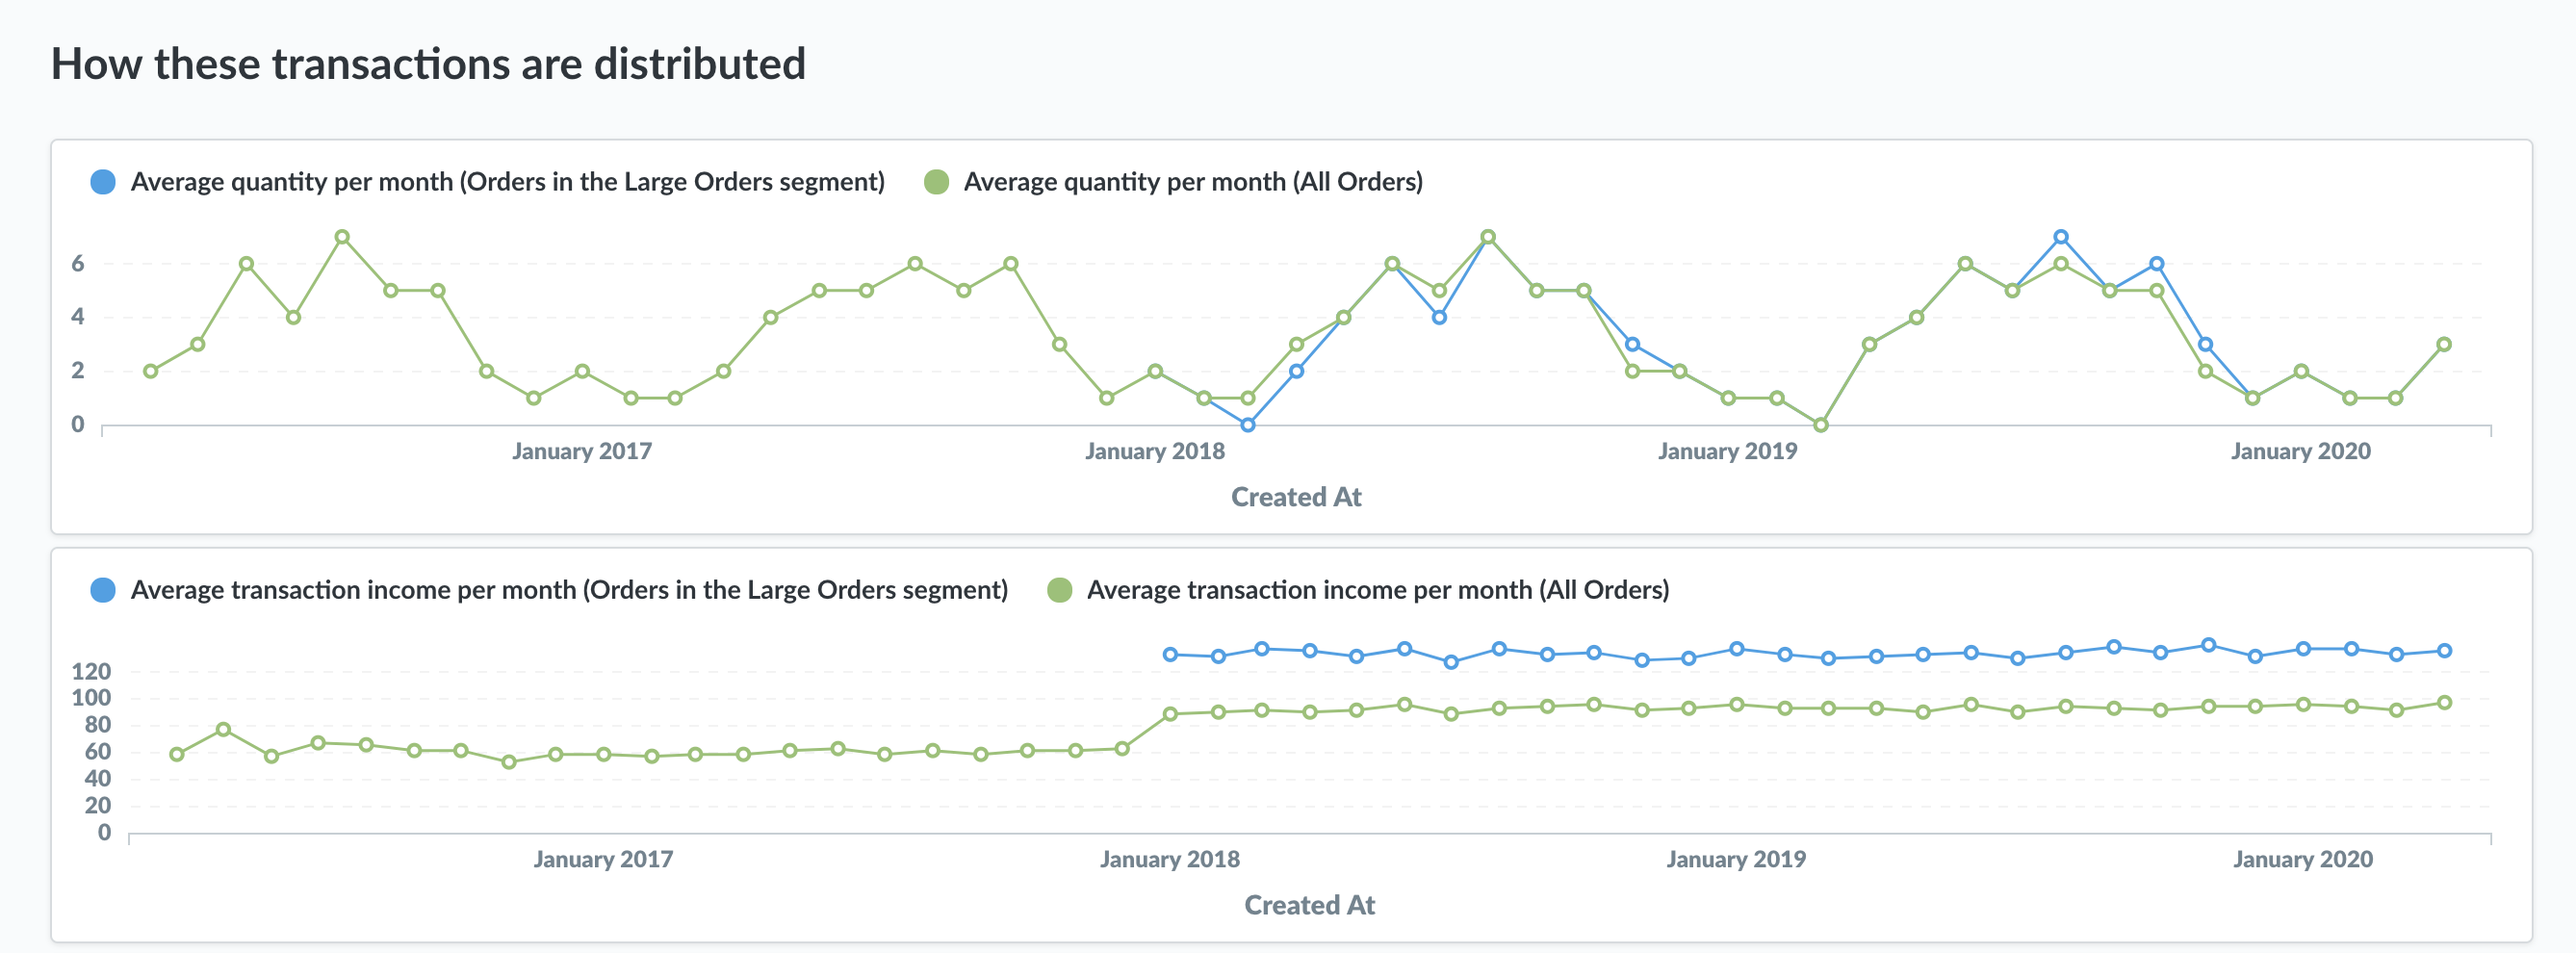 How these transactions are distributed
Average quantity per month (Orders in the Large Orders segment) Average quantity per month (All Orders)
6
4
2
0
January 2017 January 2018 January 2019 January 2020
Created At
Average transaction income per month (Orders in the Large Orders segment) Average transaction income per month (All Orders)
120
100
80
60
40
20
0
January 2017 January 2018 January 2019 January 2020
Created At